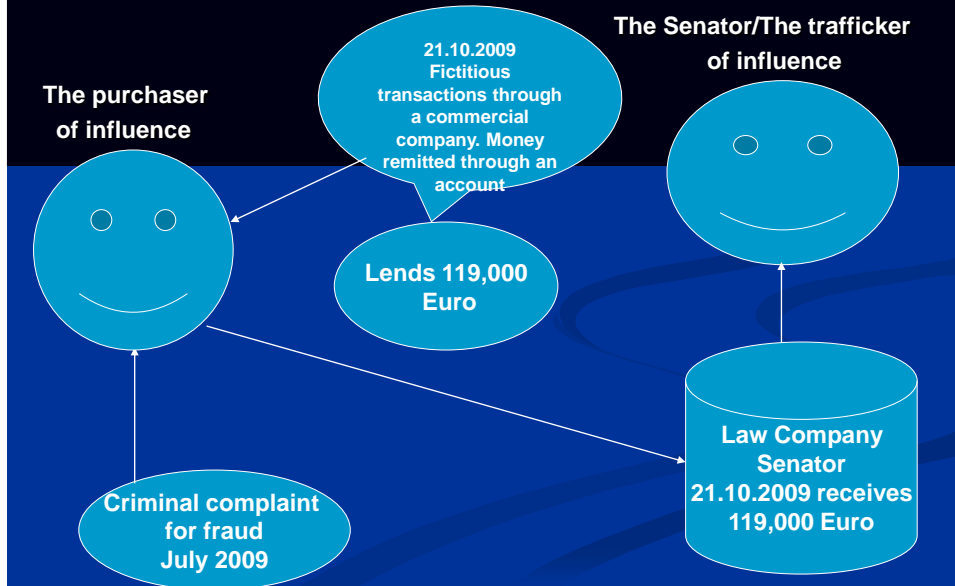 The purchaser
of influence
21.10.2009
Fictitious
transactions through
a commercial
company. Money
remitted through an
account
The Senator/The trafficker
of influence
Lends 119,000
Euro
Criminal complaint
for fraud
July 2009
Law Company
Senator
21.10.2009 receives
119,000 Euro